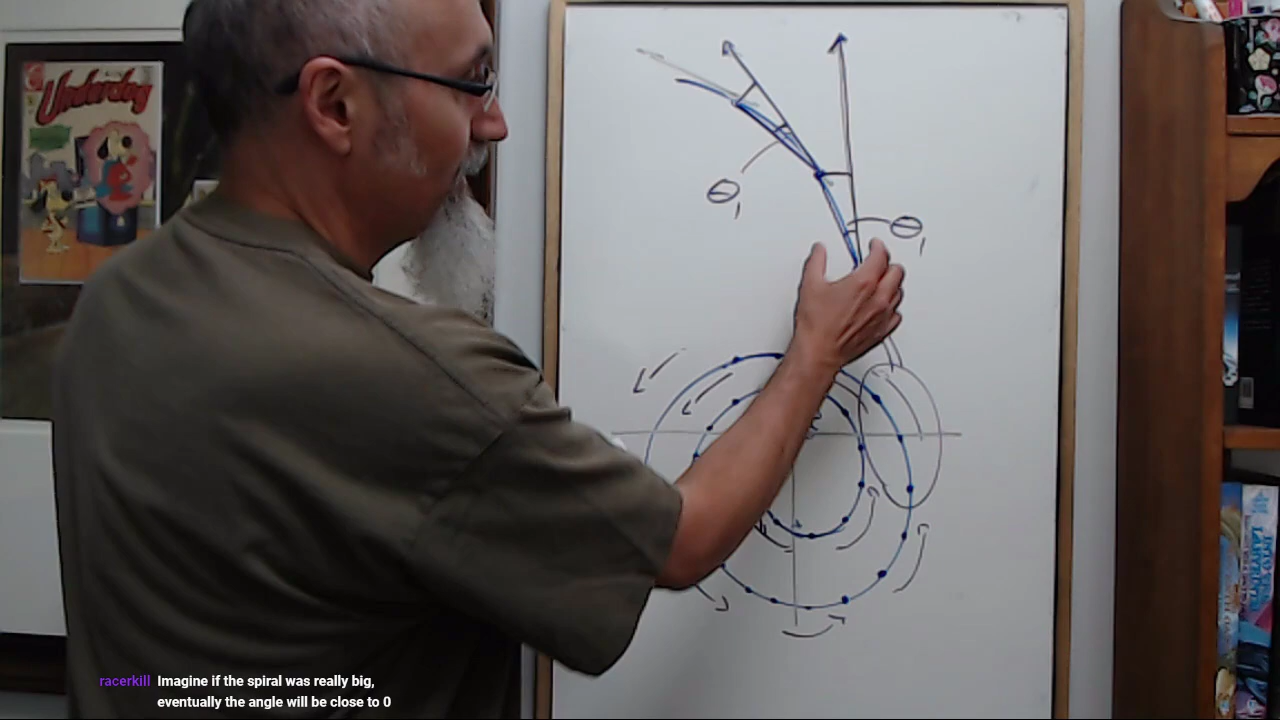 Underdog
Θ₁
Θ₁
racerkill Imagine if the spiral was really big,
eventually the angle will be close to 0